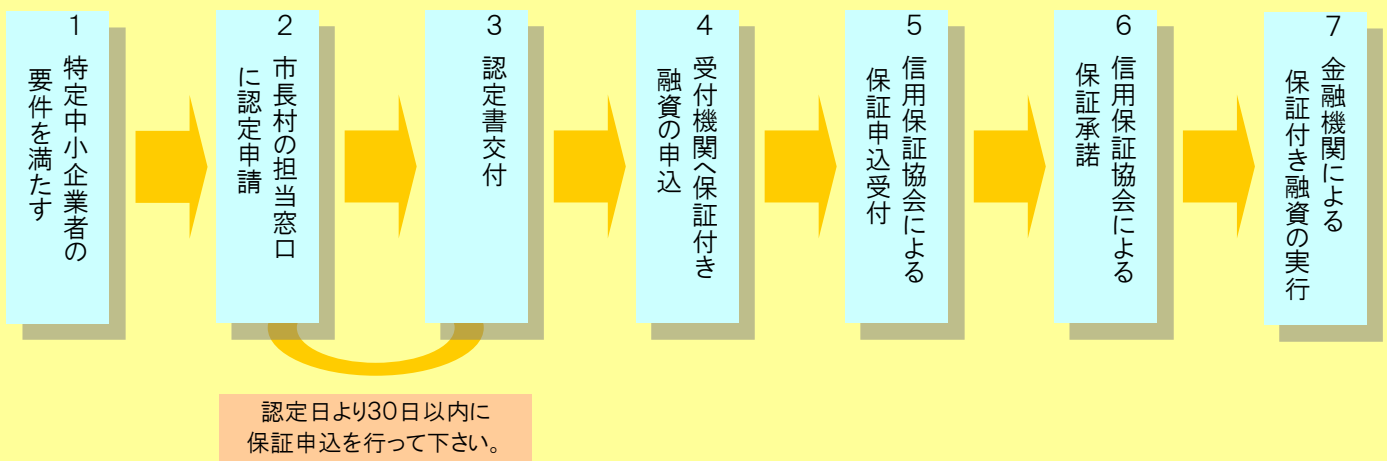 1
特定中小企業者の
要件を満たす
2
市長村の担当窓口
に認定申請
3
認定書交付
4
受付機関へ保証付き
融資の申込
5
信用保証協会による
保証申込受付
6
信用保証協会による
保証承諾
7
金融機関による
保証付き融資の実行
認定日より30日以内に
保証申込を行って下さい。